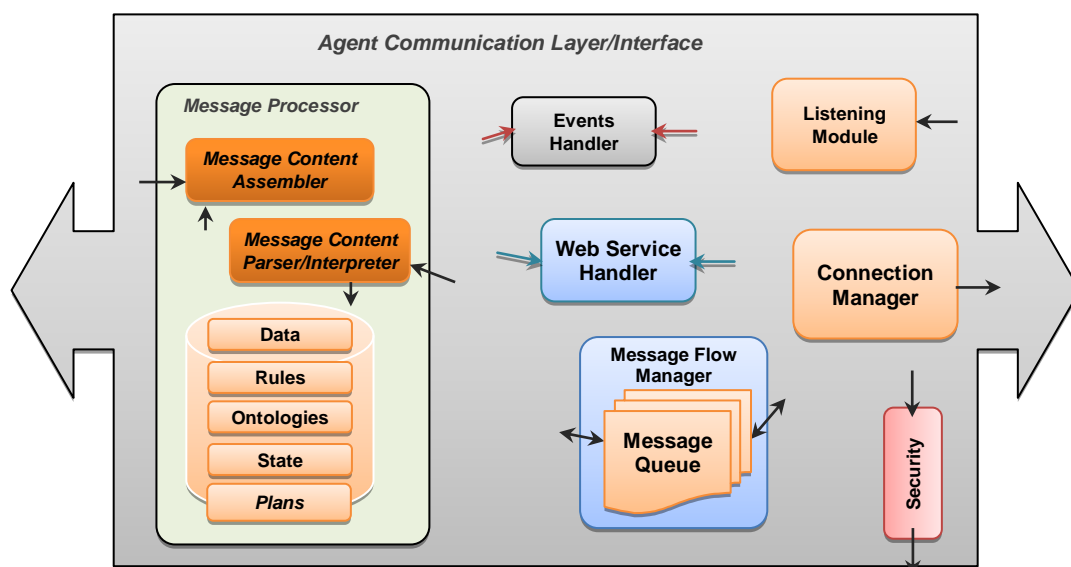 Agent Communication Layer/Interface
Message Processor
Message Content
Assembler
Message Content
Parser/Interpreter
Data
Rules
Ontologies
State
Plans
Events
Handler
Web Service
Handler
Message Flow
Manager
Message
Queue
Listening
Module
Connection
Manager
Security